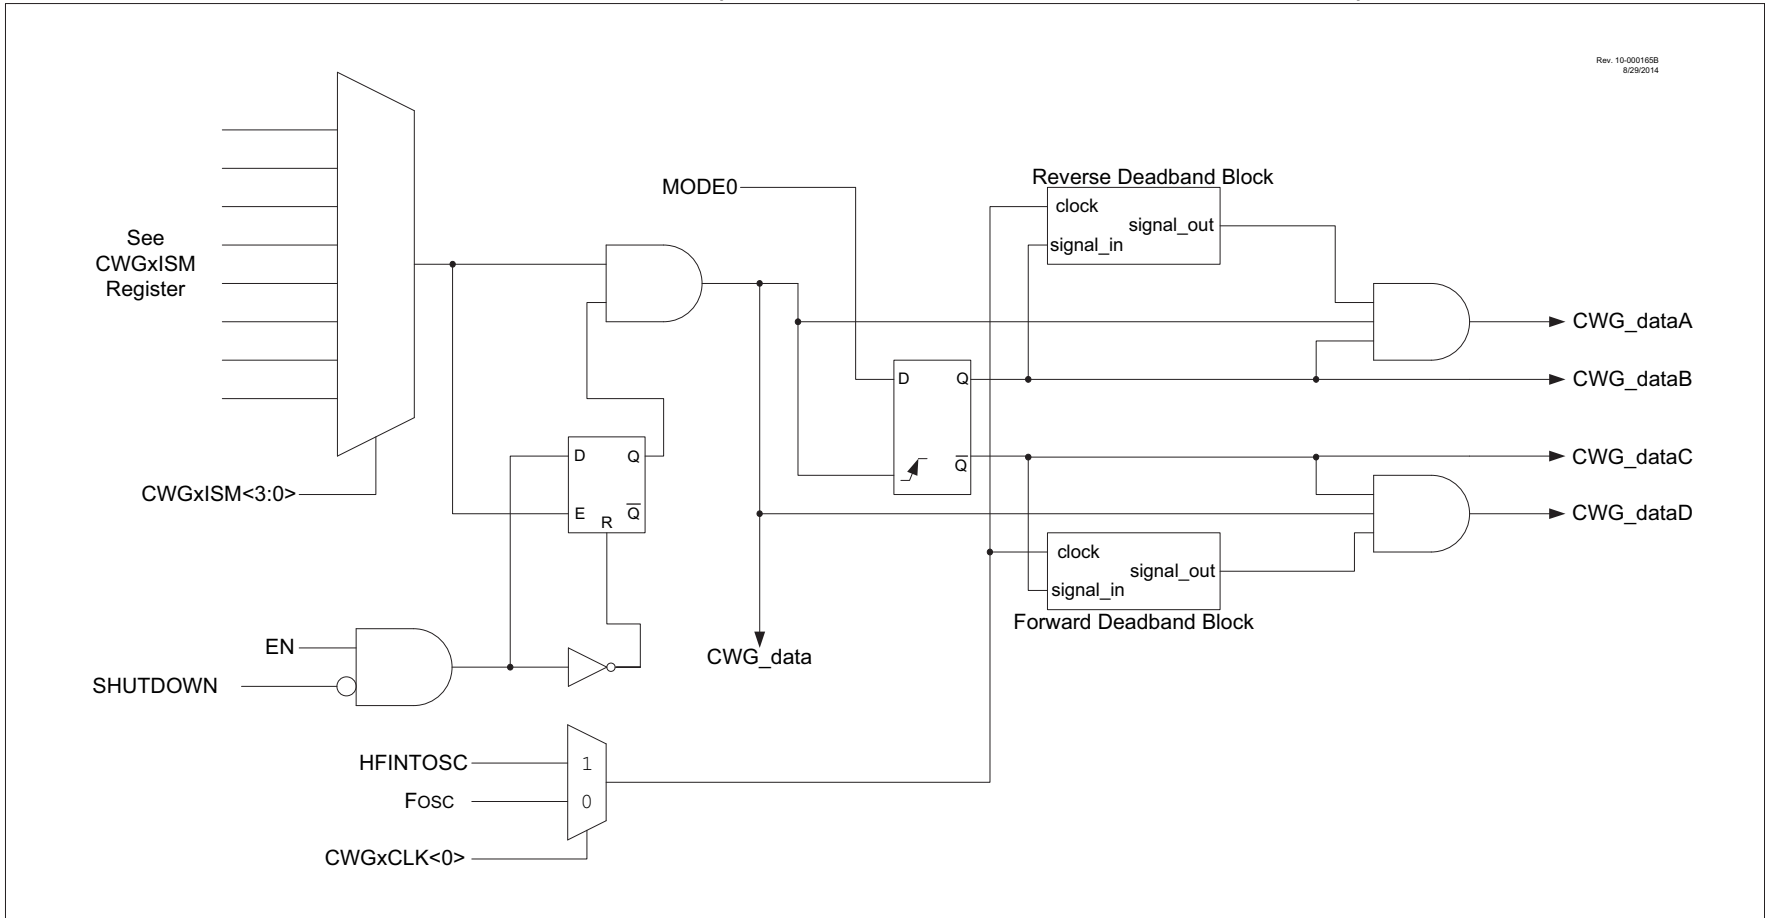 Rev. 10-000165B
8/29/2014
See
CWGxISM
Register
CWGxISM<3:0>
MODE0
Reverse Deadband Block
clock
signal_out
signal_in
D
Q
Q
CWG_dataA
CWG_dataB
CWG_dataC
CWG_dataD
D
Q
E
R
Q
clock
signal_out
signal_in
Forward Deadband Block
EN
SHUTDOWN
CWG_data
HFINTOSC
1
FOSC
0
CWGxCLK<0>